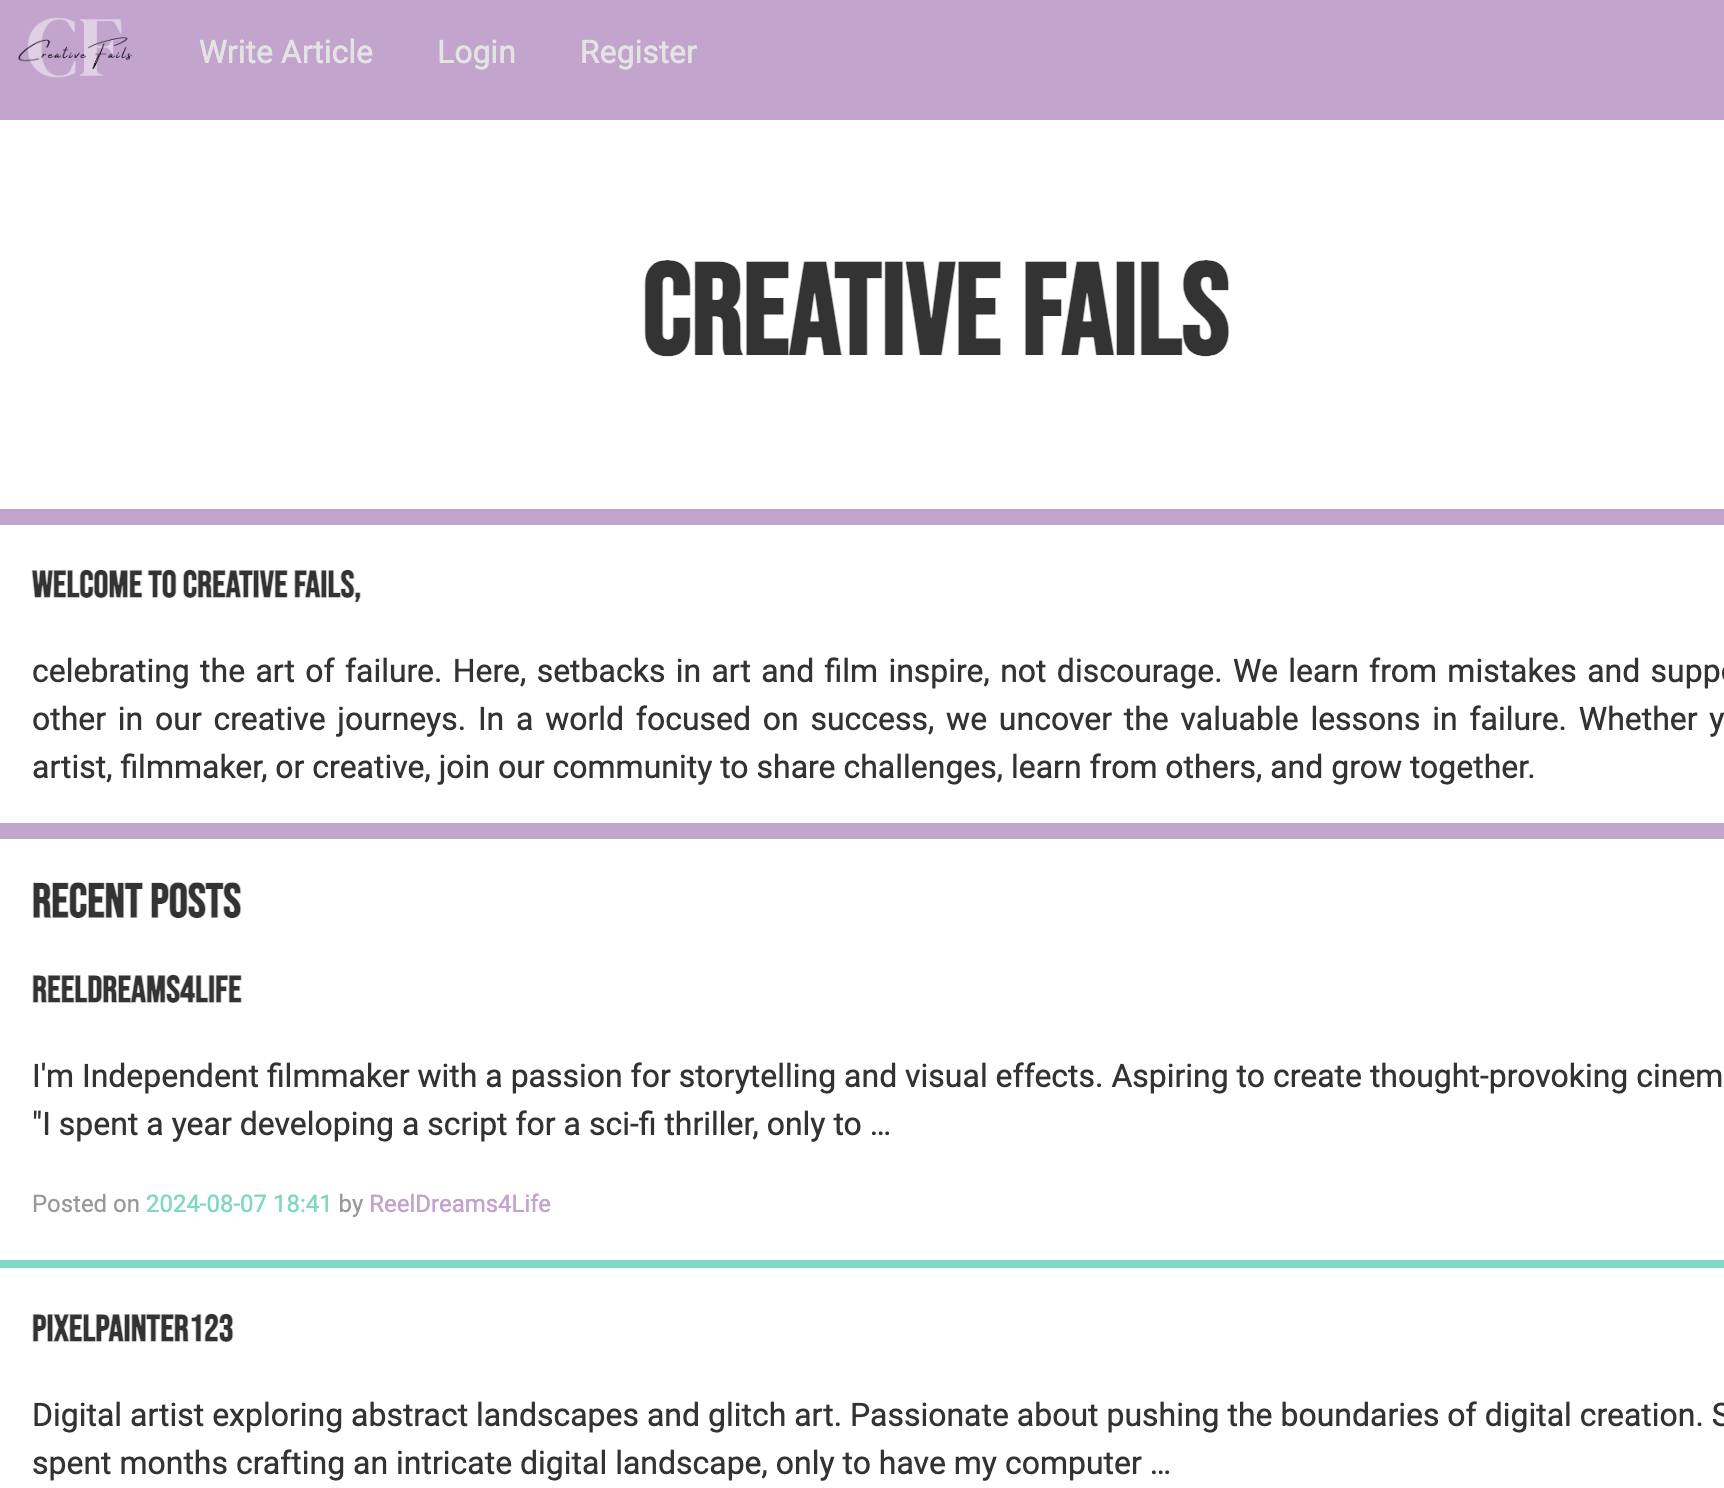 CF
Creative Fails
Write Article
Login
Register
CREATIVE FAILS
WELCOME TO CREATIVE FAILS,
celebrating the art of failure. Here, setbacks in art and film inspire, not discourage. We learn from mistakes and
other in our creative journeys. In a world focused on success, we uncover the valuable lessons in failure. Whether
artist, filmmaker, or creative, join our community to share challenges, learn from others, and grow together.
RECENT POSTS
REELDREAMS4LIFE
I'm Independent filmmaker with a passion for storytelling and visual effects. Aspiring to create thought-provoking
"I spent a year developing a script for a sci-fi thriller, only to ...
Posted on 2024-08-07 18:41 by ReelDreams4Life
PIXELPAINTER123
Digital artist exploring abstract landscapes and glitch art. Passionate about pushing the boundaries of digital creation.
spent months crafting an intricate digital landscape, only to have my computer ...